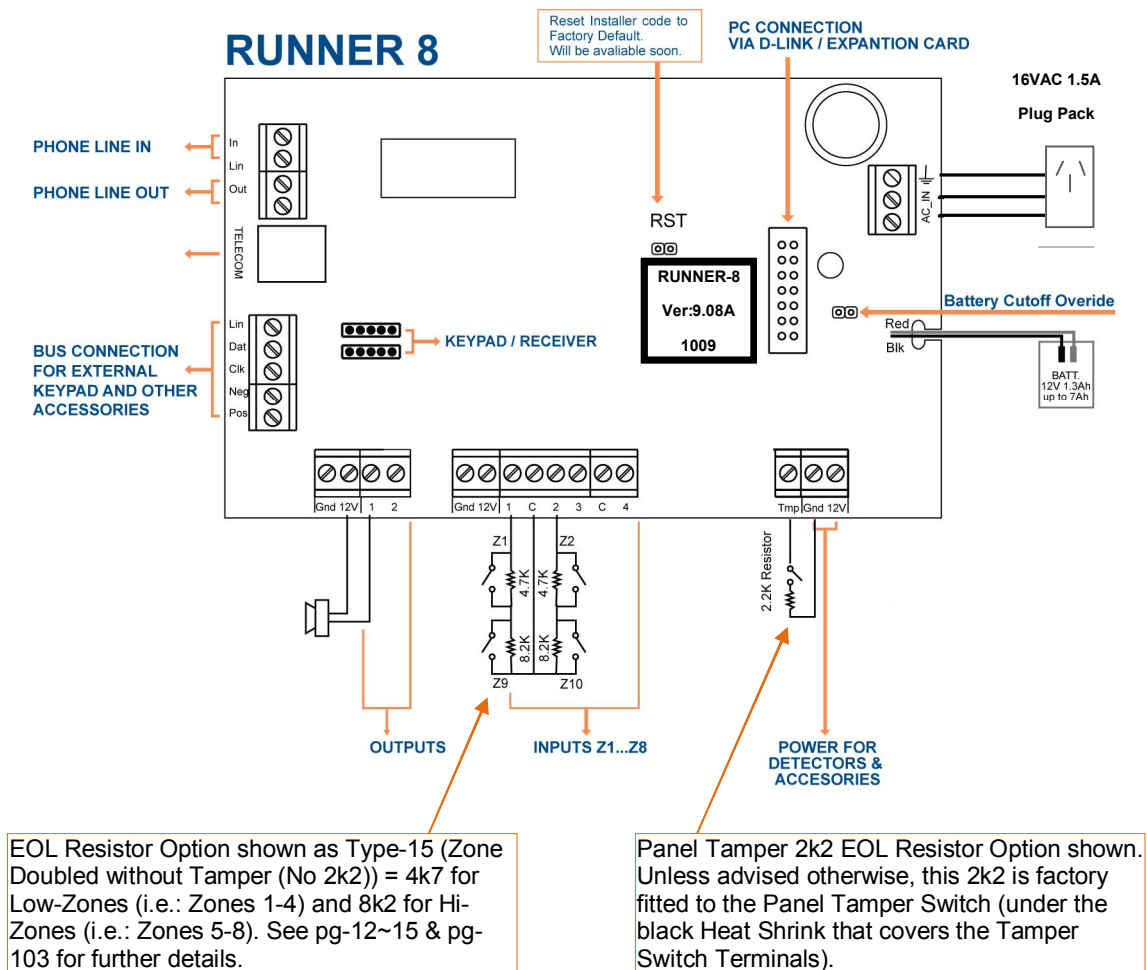 RUNNER 8
Reset Installer code to
Factory Default.
Will be avaliable soon.
PC CONNECTION
VIA D-LINK / EXPANTION CARD
16VAC 1.5A
Plug Pack
PHONE LINE IN
In
Lin
PHONE LINE OUT
Out
TELECOM
AC_IN
RST
RUNNER-8
Ver:9.08A
1009
Battery Cutoff Overide
Red
Blk
BATT.
12V 1.3Ah
up to 7Ah
KEYPAD / RECEIVER
BUS CONNECTION
FOR EXTERNAL
KEYPAD AND OTHER
ACCESSORIES
Lin
Dat
Clk
Neg
Pos
Gnd 12V 1 2
Gnd 12V 1 C 2 3 C 4
Tmp Gnd 12V
Z1 Z2
4.7K 4.7K
8.2K 8.2K
Z9 Z10
2.2K Resistor
OUTPUTS
INPUTS Z1...Z8
POWER FOR
DETECTORS &
ACCESORIES
EOL Resistor Option shown as Type-15 (Zone
Doubled without Tamper (No 2k2)) = 4k7 for
Low-Zones (i.e.: Zones 1-4) and 8k2 for Hi-
Zones (i.e.: Zones 5-8). See pg-12~15 & pg-
103 for further details.
Panel Tamper 2k2 EOL Resistor Option shown.
Unless advised otherwise, this 2k2 is factory
fitted to the Panel Tamper Switch (under the
black Heat Shrink that covers the Tamper
Switch Terminals).